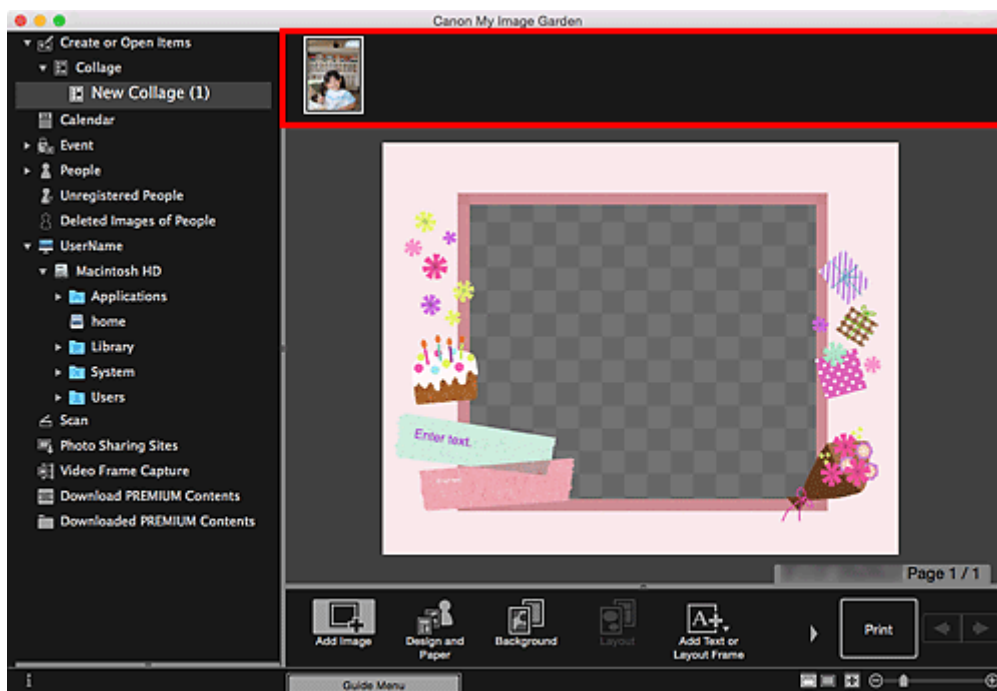 Canon My Image Garden
Create or Open Items
Collage
New Collage (1)
Calendar
Event
People
Unregistered People
Deleted Images of People
UserName
Macintosh HD
Applications
home
Library
System
Users
Scan
Photo Sharing Sites
Video Frame Capture
Download PREMIUM Contents
Downloaded PREMIUM Contents
Enter text.
Page 1 / 1
Add Image
Design and
Paper
Background
Layout
Add Text or
Layout Frame
Print
Guide Menu